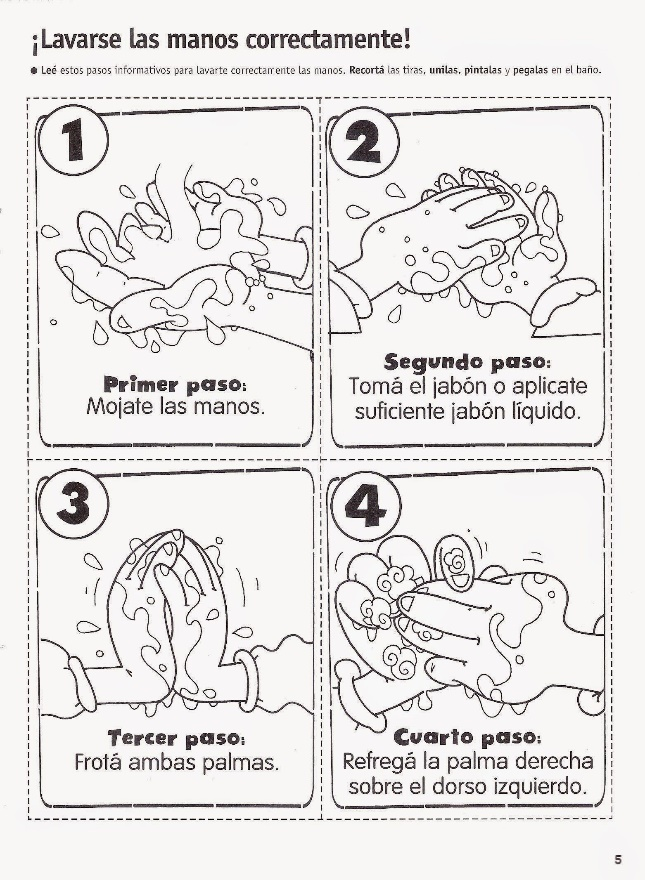 ¡Lavarse las manos correctamente!
● Leé estos pasos informativos para lavarte correctamente las manos. Recortá las tiras, unilas, pintalas y pegalas en el baño.
1
Primer paso:
Mojate las manos.
2
Segundo paso:
Tomá el jabón o aplicate
suficiente jabón líquido.
3
Tercer paso:
Frotá ambas palmas.
4
Cuarto paso:
Refregá la palma derecha
sobre el dorso izquierdo.
5